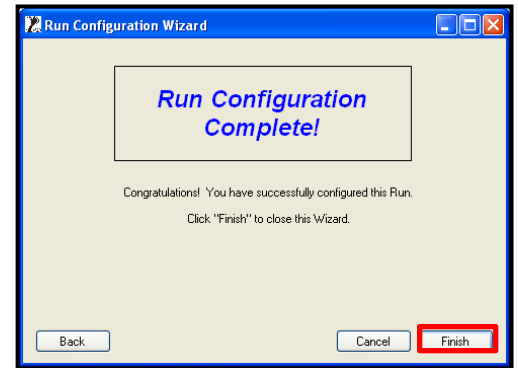 Run Configuration Wizard
Run Configuration
Complete!
Congratulations! You have successfully configured this Run.
Click "Finish" to close this Wizard.
Back
Cancel
Finish